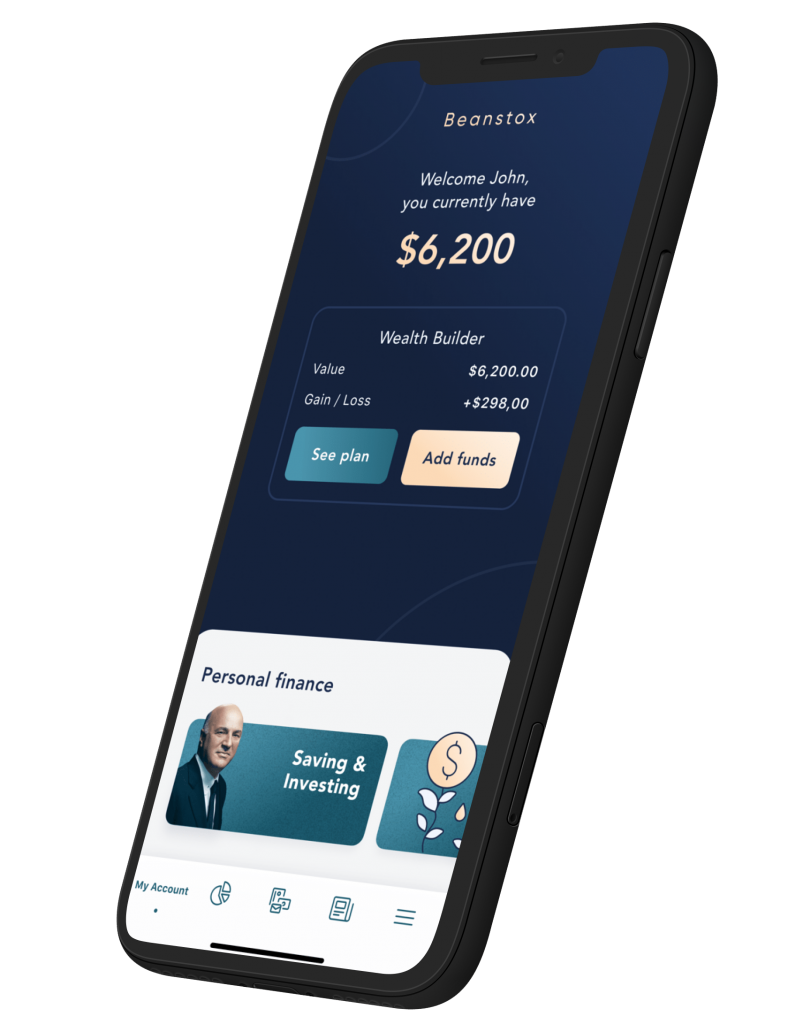 Beanstox
Welcome John,
you currently have
$6,200
Wealth Builder
Value $6,200.00
Gain / Loss +$298,00
See plan Add funds
Personal finance
Saving &
Investing
$
My Account